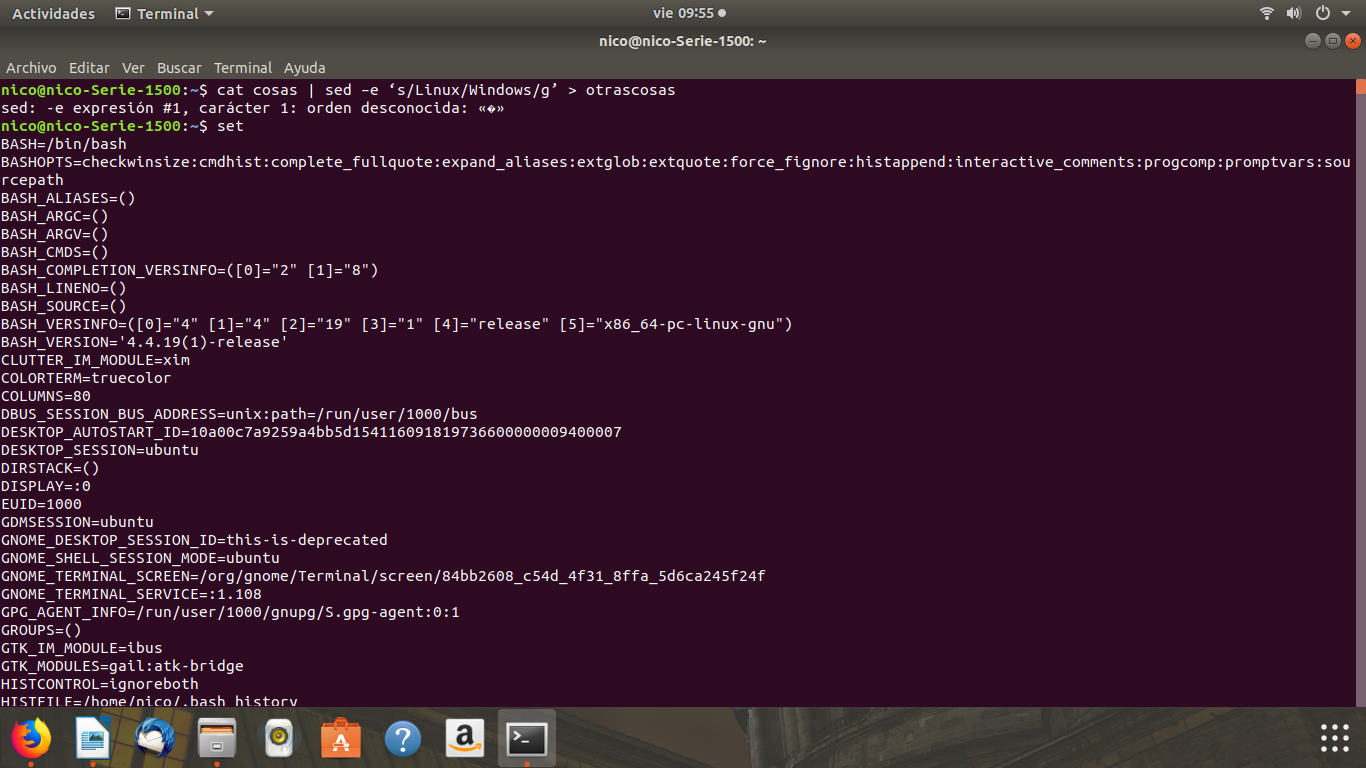 Actividades Terminal vie 09:55
nico@nico-Serie-1500: ~
Archivo Editar Ver Buscar Terminal Ayuda
nico@nico-Serie-1500:~$ cat cosas | sed –e ‘s/Linux/Windows/g’ > otrascosas
sed: -e expresión #1, carácter 1: orden desconocida: «�»
nico@nico-Serie-1500:~$ set
BASH=/bin/bash
BASHOPTS=checkwinsize:cmdhist:complete_fullquote:expand_aliases:extglob:extquote:force_fignore:histappend:interactive_comments:progcomp:promptvars:sou
rcepath
BASH_ALIASES=()
BASH_ARGC=()
BASH_ARGV=()
BASH_CMDS=()
BASH_COMPLETION_VERSINFO=([0]="2" [1]="8")
BASH_LINENO=()
BASH_SOURCE=()
BASH_VERSINFO=([0]="4" [1]="4" [2]="19" [3]="1" [4]="release" [5]="x86_64-pc-linux-gnu")
BASH_VERSION='4.4.19(1)-release'
CLUTTER_IM_MODULE=xim
COLORTERM=truecolor
COLUMNS=80
DBUS_SESSION_BUS_ADDRESS=unix:path=/run/user/1000/bus
DESKTOP_AUTOSTART_ID=10a00c7a9259a4bb5d1541160918197366000000094 00007
DESKTOP_SESSION=ubuntu
DIRSTACK=()
DISPLAY=:0
EUID=1000
GDMSESSION=ubuntu
GNOME_DESKTOP_SESSION_ID=this-is-deprecated
GNOME_SHELL_SESSION_MODE=ubuntu
GNOME_TERMINAL_SCREEN=/org/gnome/Terminal/screen/84bb2608_c54d_4f31_8ffa_5d6ca245f24f
GNOME_TERMINAL_SERVICE=:1.108
GPG_AGENT_INFO=/run/user/1000/gnupg/S.gpg-agent:0:1
GROUPS=()
GTK_IM_MODULE=ibus
GTK_MODULES=gail:atk-bridge
HISTCONTROL=ignoreboth
HISTFILE=/home/nico/.bash_history